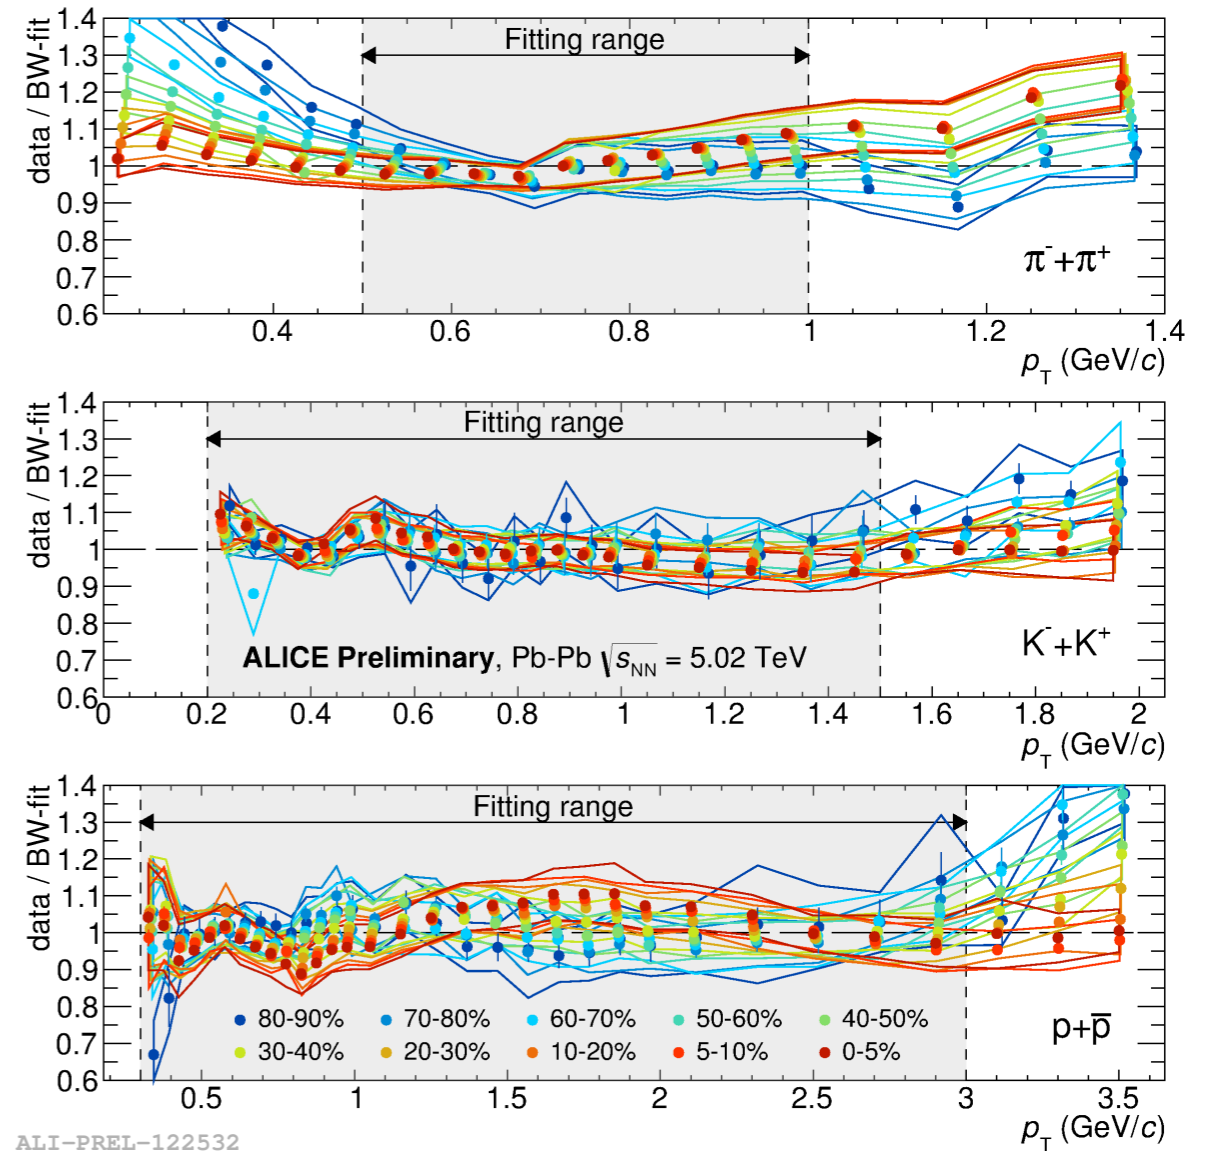 data / BW-fit
1.4
1.3
1.2
1.1
1
0.9
0.8
0.7
0.6
Fitting range
π⁻+π⁺
0.4 0.6 0.8 1 1.2 1.4
p_T (GeV/c)
data / BW-fit
1.4
1.3
1.2
1.1
1
0.9
0.8
0.7
0.6
Fitting range
ALICE Preliminary, Pb-Pb √s_NN = 5.02 TeV
K⁻+K⁺
0 0.2 0.4 0.6 0.8 1 1.2 1.4 1.6 1.8 2
p_T (GeV/c)
data / BW-fit
1.4
1.3
1.2
1.1
1
0.9
0.8
0.7
0.6
Fitting range
80-90% 70-80% 60-70% 50-60% 40-50%
30-40% 20-30% 10-20% 5-10% 0-5%
p+p̅
0.5 1 1.5 2 2.5 3 3.5
p_T (GeV/c)
ALI-PREL-122532